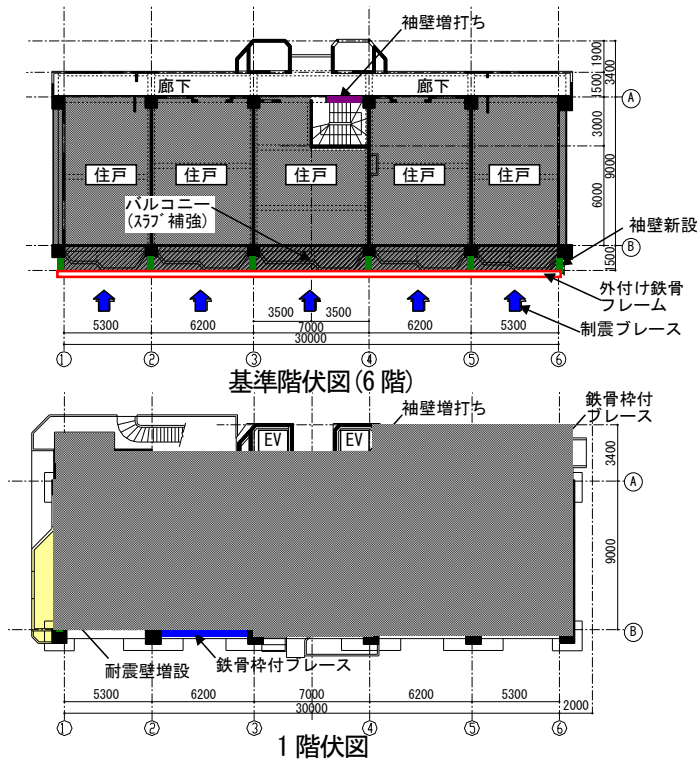 袖壁増打ち
廊下
廊下
1900
1500
3400
A
3000
9000
6000
住戸
住戸
住戸
住戸
住戸
バルコニー
(ｽﾗﾌﾞ補強)
B
1500
袖壁新設
外付け鉄骨
フレーム
制震ブレース
3500
3500
5300
6200
7000
6200
5300
30000
1
2
3
4
5
6
基準階伏図(6階)
袖壁増打ち
鉄骨枠付
ブレース
EV
EV
3400
A
9000
B
耐震壁増設
鉄骨枠付ブレース
5300
6200
7000
6200
5300
30000
2000
1
2
3
4
5
6
1階伏図